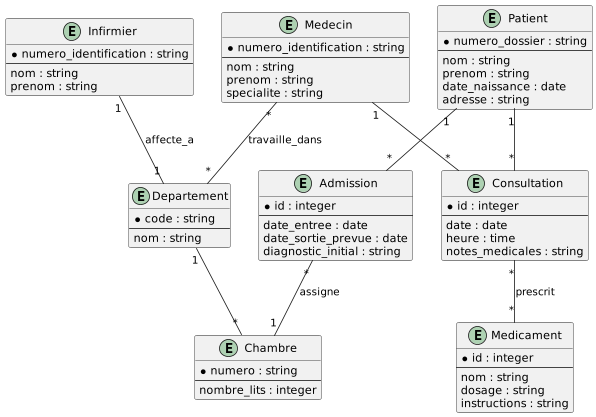 E Infirmier
* numero_identification : string
nom : string
prenom : string
E Medecin
* numero_identification : string
nom : string
prenom : string
specialite : string
E Patient
* numero_dossier : string
nom : string
prenom : string
date_naissance : date
adresse : string
1
affecte_a
1
*
travaille_dans
*
1
*
1
*
1
*
E Departement
* code : string
nom : string
E Admission
* id : integer
date_entree : date
date_sortie_prevue : date
diagnostic_initial : string
E Consultation
* id : integer
date : date
heure : time
notes_medicales : string
1
*
*
assigne
1
*
prescrit
*
E Chambre
* numero : string
nombre_lits : integer
E Medicament
* id : integer
nom : string
dosage : string
instructions : string